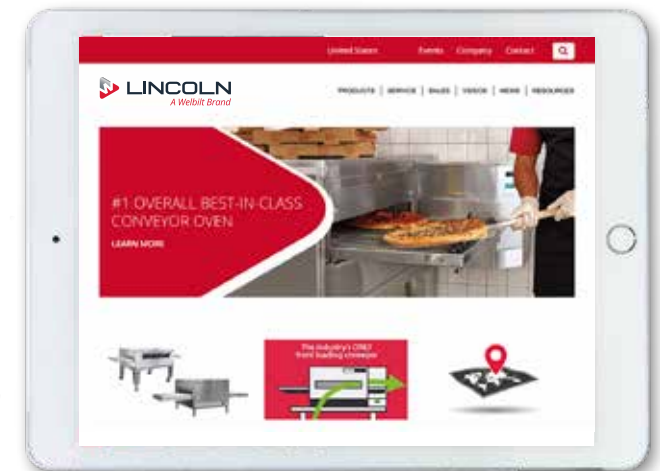 United States Events Company Contact
LINCOLN
A Welbilt Brand
PRODUCTS | SERVICE | SALES | VIDEOS | NEWS | RESOURCES
#1 OVERALL BEST-IN-CLASS
CONVEYOR OVEN
LEARN MORE
The industry's ONLY
front loading conveyor